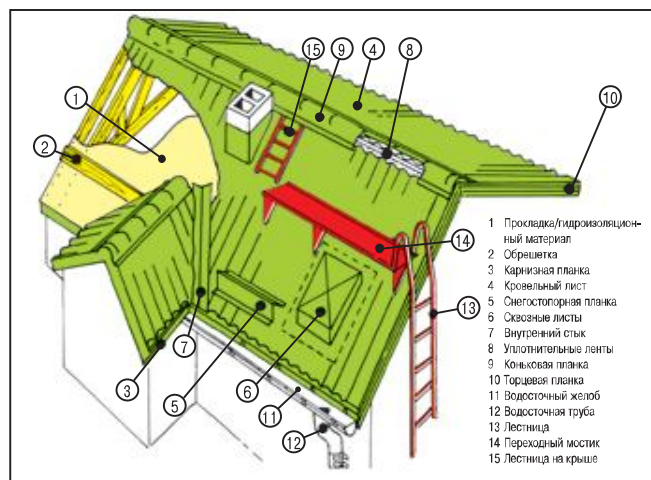 15
9
4
8
1
10
2
14
13
7
3
5
6
11
12
1 Прокладка/гидроизоляцион-
ный материал
2 Обрешетка
3 Карнизная планка
4 Кровельный лист
5 Снегостопорная планка
6 Сквозные листы
7 Внутренний стык
8 Уплотнительные ленты
9 Коньковая планка
10 Торцевая планка
11 Водосточный желоб
12 Водосточная труба
13 Лестница
14 Переходный мостик
15 Лестница на крыше